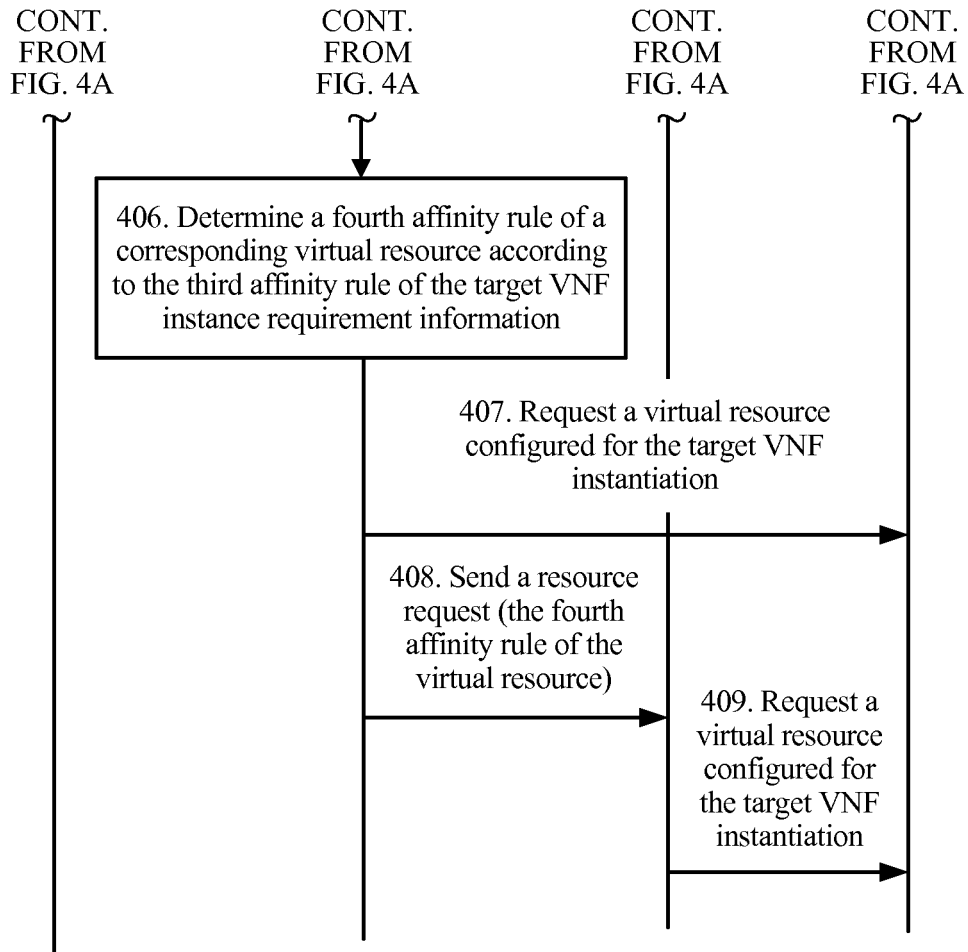 CONT.
FROM
FIG. 4A
CONT.
FROM
FIG. 4A
CONT.
FROM
FIG. 4A
CONT.
FROM
FIG. 4A
406. Determine a fourth affinity rule of a
corresponding virtual resource according
to the third affinity rule of the target VNF
instance requirement information
407. Request a virtual resource
configured for the target VNF
instantiation
408. Send a resource
request (the fourth
affinity rule of the
virtual resource)
409. Request a
virtual resource
configured for
the target VNF
instantiation